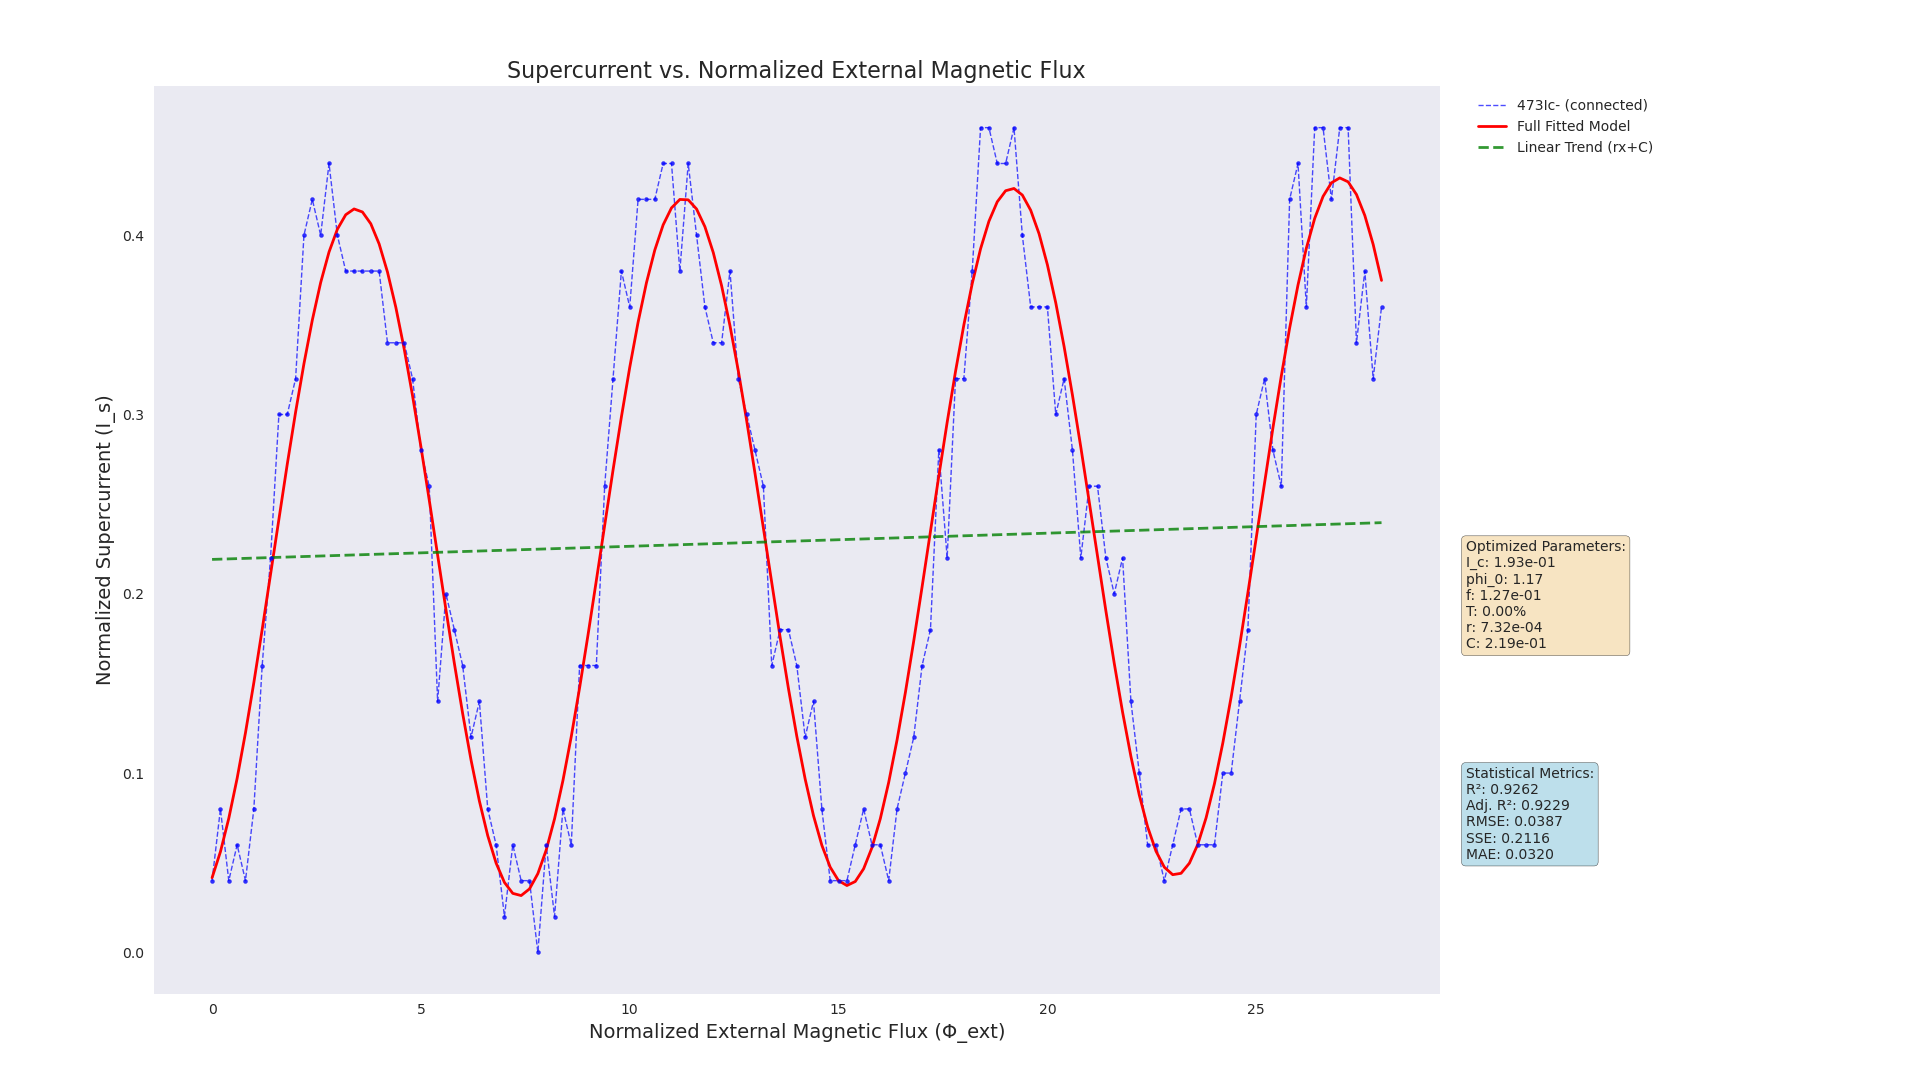 Supercurrent vs. Normalized External Magnetic Flux
473Ic- (connected)
Full Fitted Model
Linear Trend (rx+C)
Normalized Supercurrent (I_s)
0.4
0.3
0.2
0.1
0.0
0 5 10 15 20 25
Normalized External Magnetic Flux (Φ_ext)
Optimized Parameters:
I_c: 1.93e-01
phi_0: 1.17
f: 1.27e-01
T: 0.00%
r: 7.32e-04
C: 2.19e-01
Statistical Metrics:
R²: 0.9262
Adj. R²: 0.9229
RMSE: 0.0387
SSE: 0.2116
MAE: 0.0320